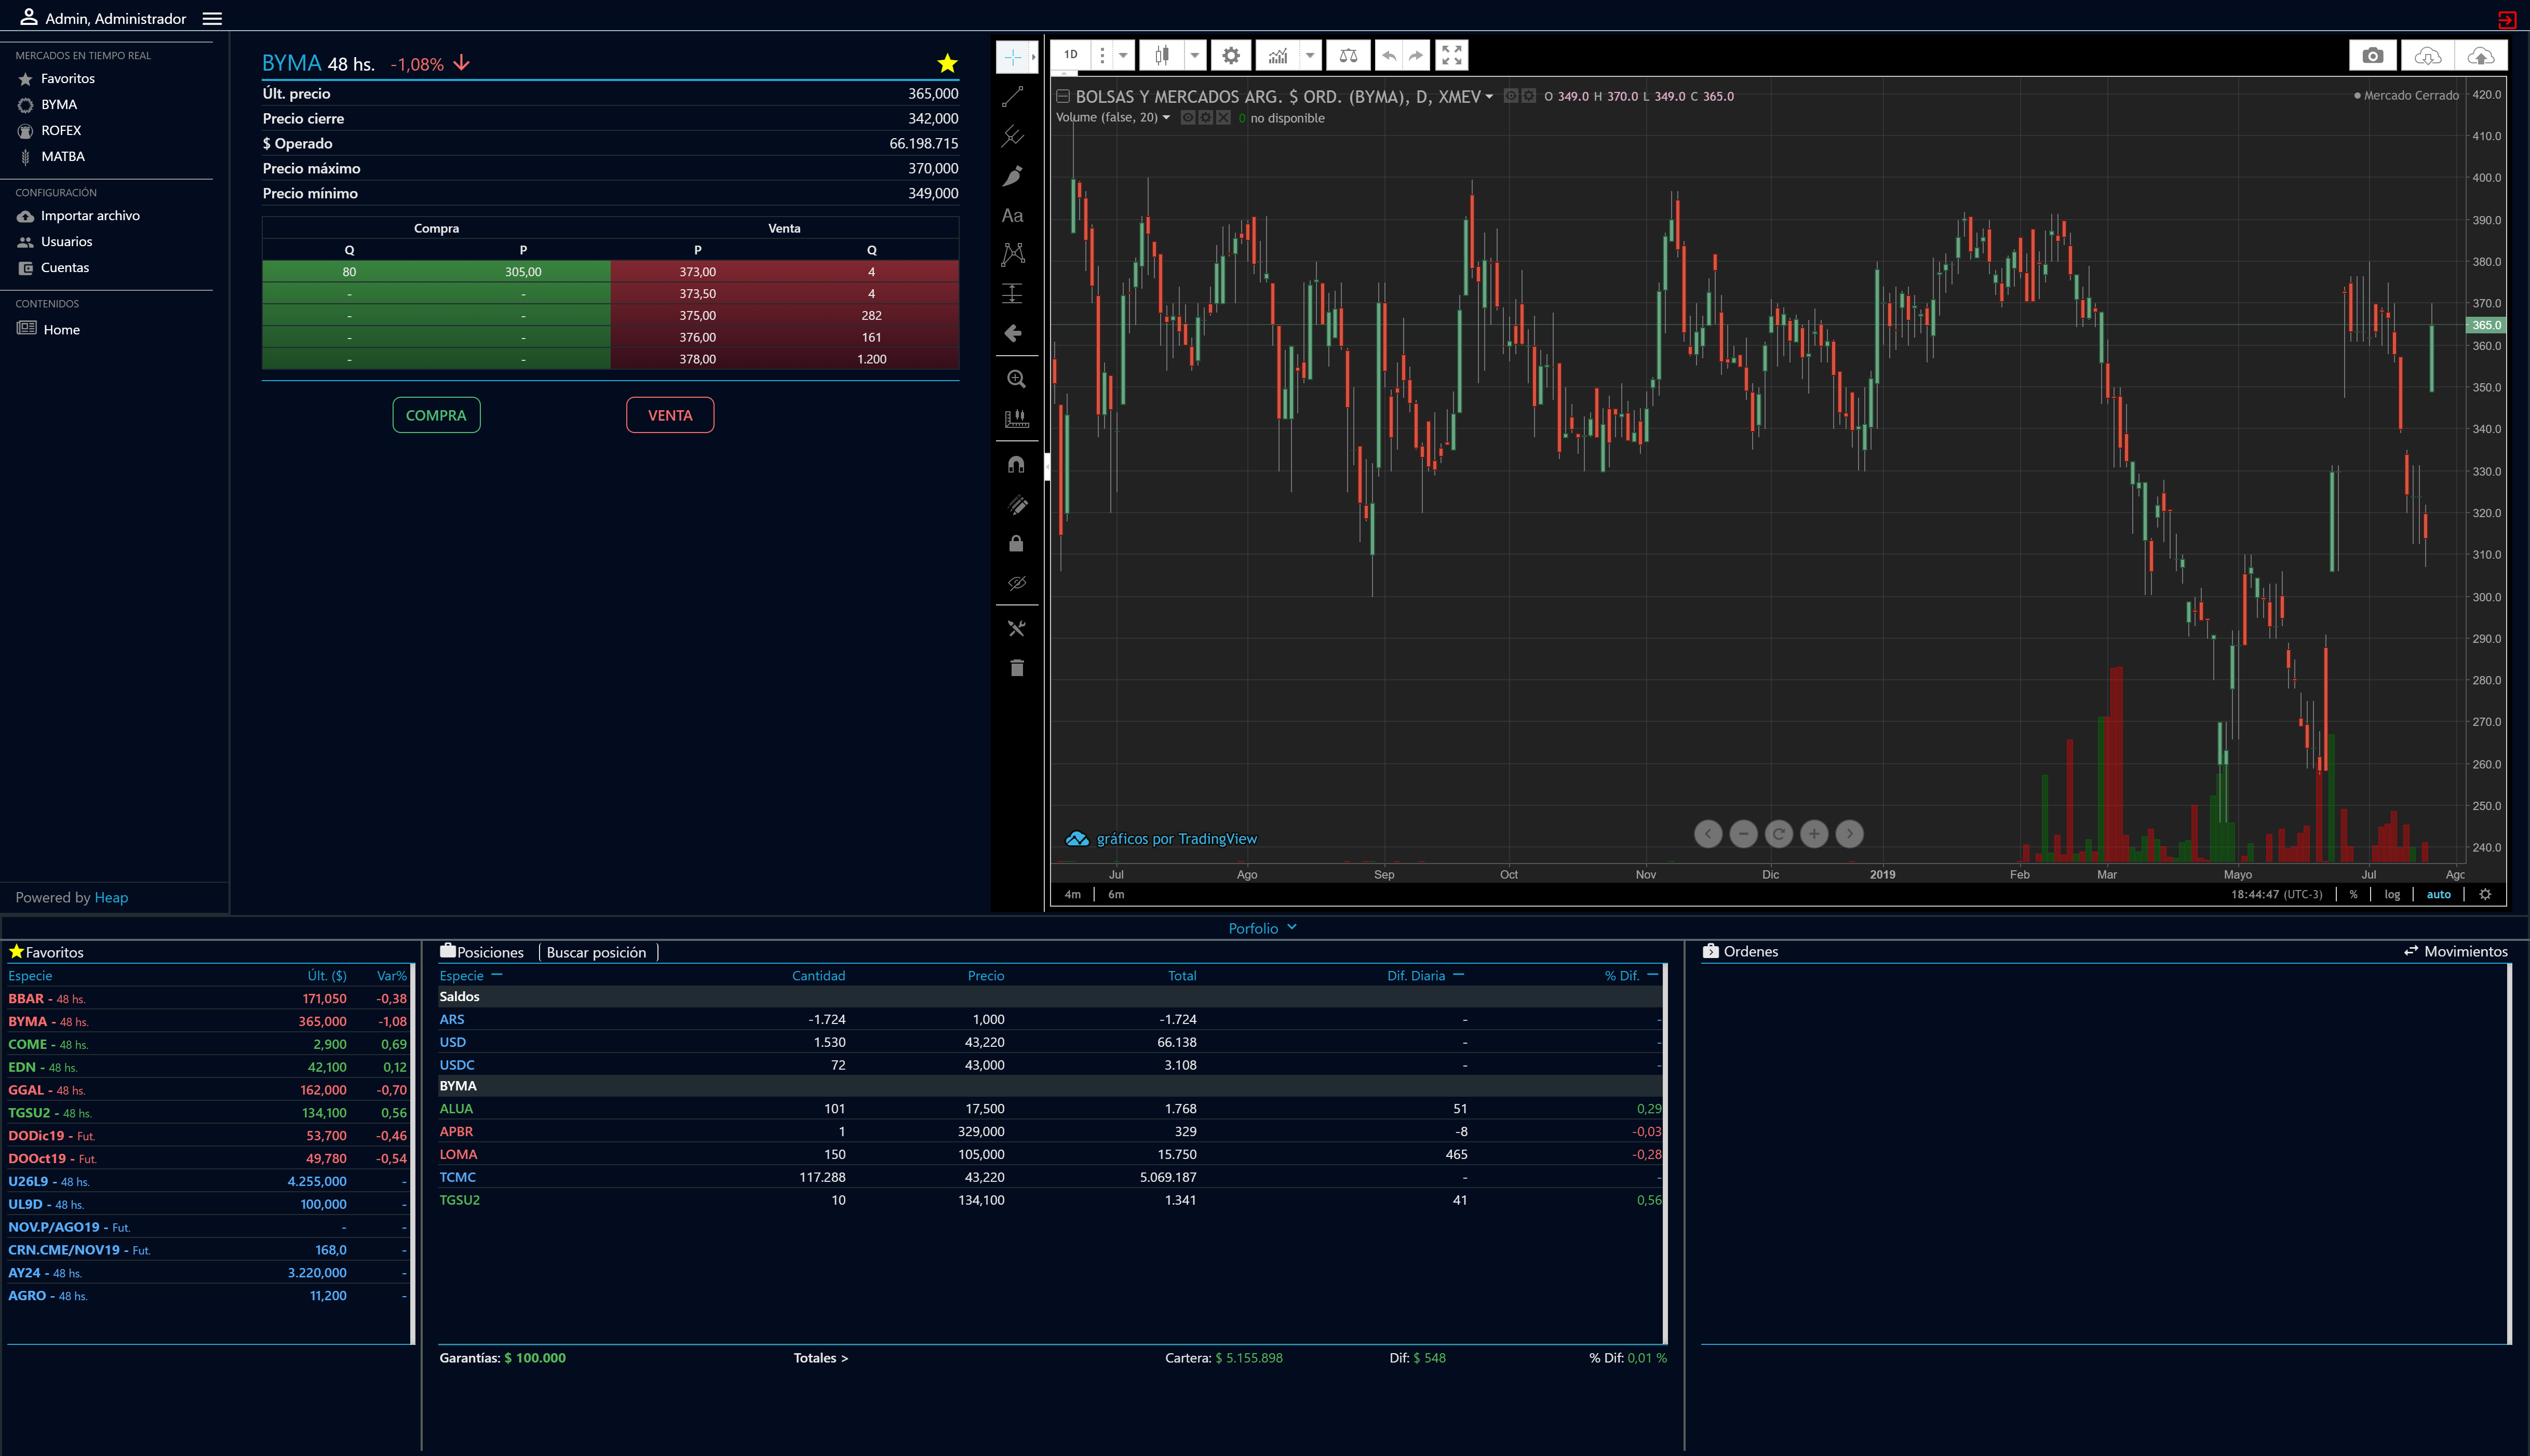 Admin, Administrador
MERCADOS EN TIEMPO REAL
Favoritos
BYMA
ROFEX
MATBA
CONFIGURACIÓN
Importar archivo
Usuarios
Cuentas
CONTENIDOS
Home
Powered by Heap
BYMA 48 hs. -1,08%
Últ. precio 365,000
Precio cierre 342,000
$ Operado 66.198.715
Precio máximo 370,000
Precio mínimo 349,000
Compra Venta
Q P P Q
80 305,00 373,00 4
- - 373,50 4
- - 375,00 282
- - 376,00 161
- - 378,00 1.200
COMPRA VENTA
Aa
1D
BOLSAS Y MERCADOS ARG. $ ORD. (BYMA), D, XMEV O 349.0 H 370.0 L 349.0 C 365.0
Mercado Cerrado
Volume (false, 20) 0 no disponible
420.0
410.0
400.0
390.0
380.0
370.0
365.0
360.0
350.0
340.0
330.0
320.0
310.0
300.0
290.0
280.0
270.0
260.0
250.0
240.0
gráficos por TradingView
Jul Ago Sep Oct Nov Dic 2019 Feb Mar Mayo Jul Agc
4m 6m 18:44:47 (UTC-3) % log auto
Porfolio
Favoritos
Especie Últ. ($) Var%
BBAR - 48 hs. 171,050 -0,38
BYMA - 48 hs. 365,000 -1,08
COME - 48 hs. 2,900 0,69
EDN - 48 hs. 42,100 0,12
GGAL - 48 hs. 162,000 -0,70
TGSU2 - 48 hs. 134,100 0,56
DODic19 - Fut. 53,700 -0,46
DOOct19 - Fut. 49,780 -0,54
U26L9 - 48 hs. 4.255,000 -
UL9D - 48 hs. 100,000 -
NOV.P/AGO19 - Fut. - -
CRN.CME/NOV19 - Fut. 168,0 -
AY24 - 48 hs. 3.220,000 -
AGRO - 48 hs. 11,200 -
Posiciones Buscar posición
Especie Cantidad Precio Total Dif. Diaria % Dif.
Saldos
ARS -1.724 1,000 -1.724 - -
USD 1.530 43,220 66.138 - -
USDC 72 43,000 3.108 - -
BYMA
ALUA 101 17,500 1.768 51 0,29
APBR 1 329,000 329 -8 -0,03
LOMA 150 105,000 15.750 465 -0,28
TCMC 117.288 43,220 5.069.187 - -
TGSU2 10 134,100 1.341 41 0,56
Garantías: $ 100.000 Totales > Cartera: $ 5.155.898 Dif: $ 548 % Dif: 0,01 %
Ordenes Movimientos